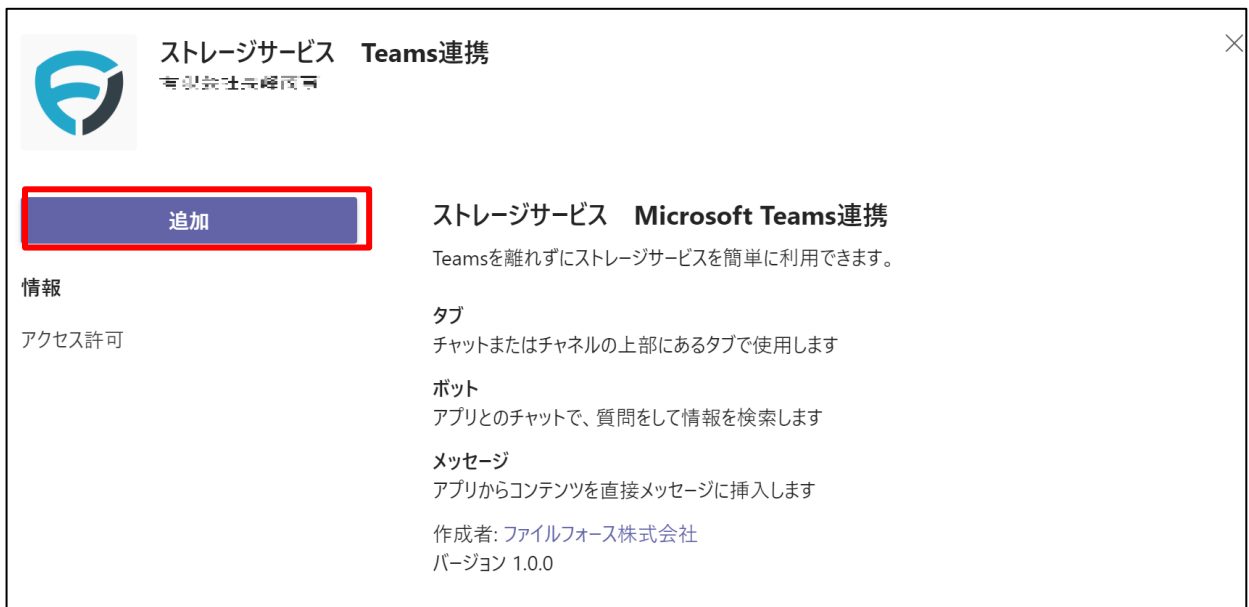 ストレージサービス　Teams連携
追加
情報
アクセス許可
ストレージサービス　Microsoft Teams連携
Teamsを離れずにストレージサービスを簡単に利用できます。
タブ
チャットまたはチャネルの上部にあるタブで使用します
ボット
アプリとのチャットで、質問をして情報を検索します
メッセージ
アプリからコンテンツを直接メッセージに挿入します
作成者: ファイルフォース株式会社
バージョン 1.0.0